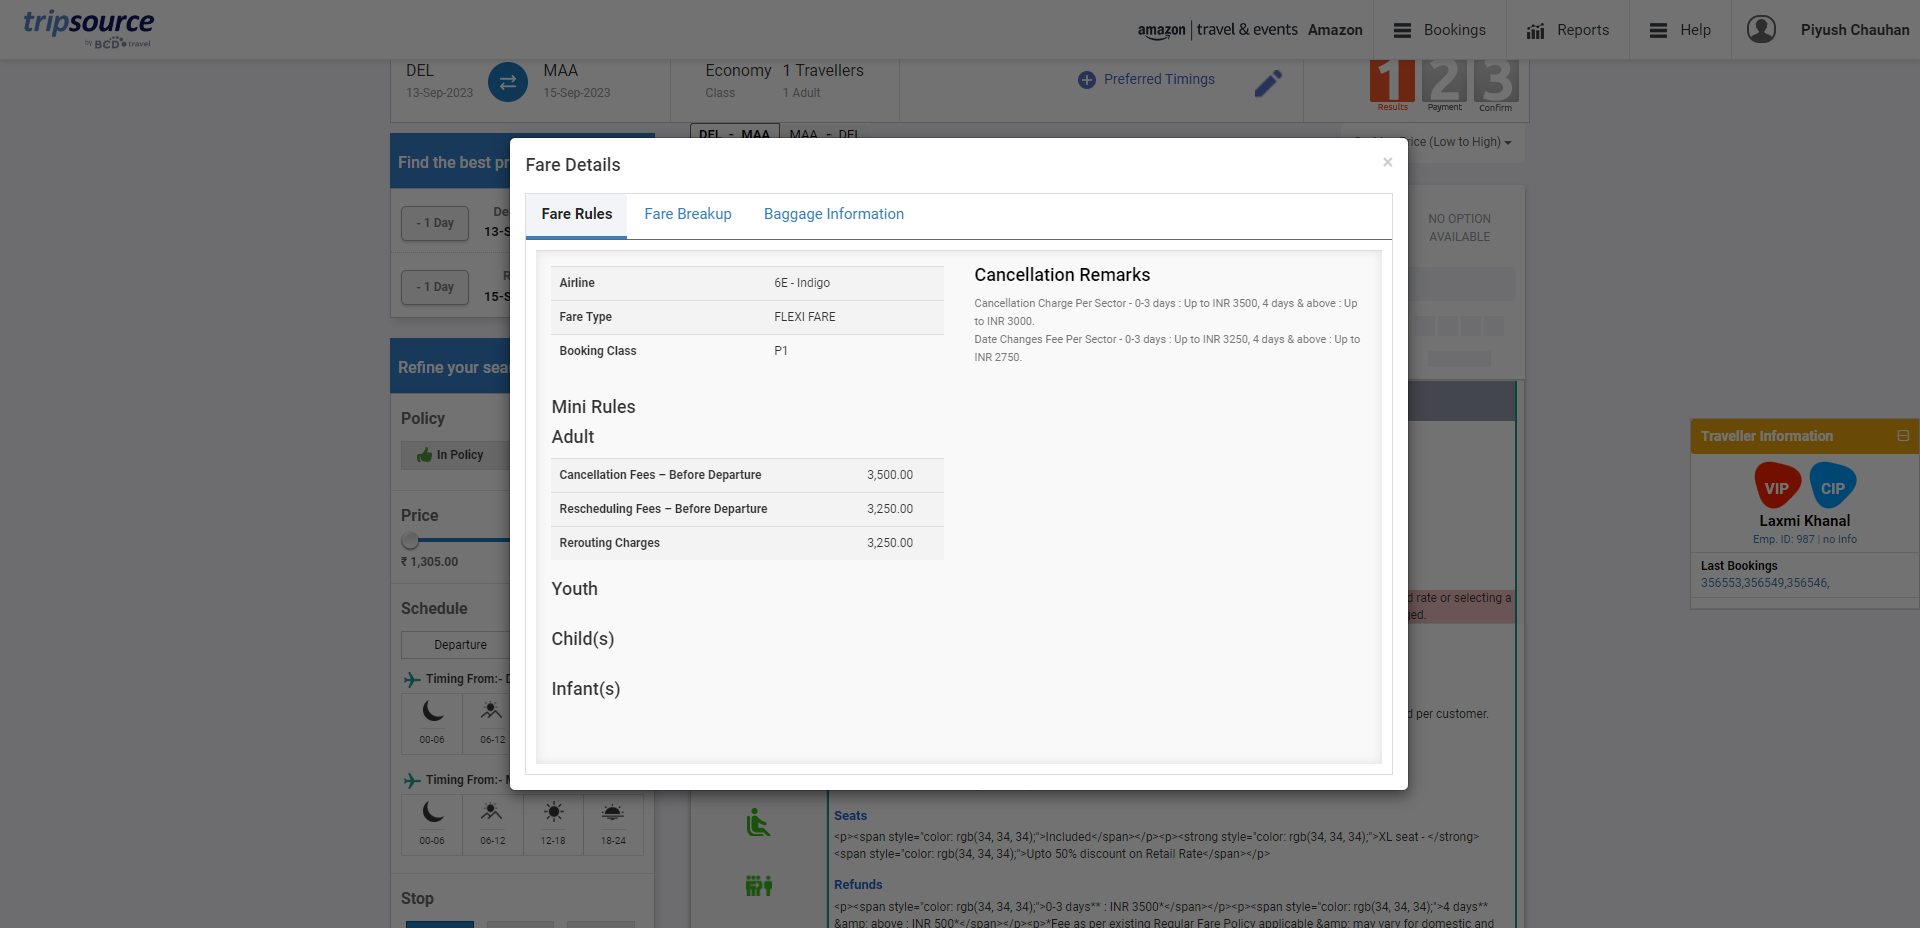 tripsource
by BCD travel
amazon | travel & events Amazon
Bookings
Reports
Help
Piyush Chauhan
DEL
13-Sep-2023
MAA
15-Sep-2023
Economy
Class
1 Travellers
1 Adult
Preferred Timings
1 2 3
Results Payment Confirm
DEL - MAA
MAA - DEL
rice (Low to High)
Find the best pr
- 1 Day
De
13-S
- 1 Day
R
15-S
Refine your sea
Policy
In Policy
Price
₹ 1,305.00
Schedule
Departure
Timing From:- D
00-06
06-12
Timing From:- M
00-06
06-12
12-18
18-24
Stop
Fare Details
×
Fare Rules
Fare Breakup
Baggage Information
Airline 6E - Indigo
Fare Type FLEXI FARE
Booking Class P1
Cancellation Remarks
Cancellation Charge Per Sector - 0-3 days : Up to INR 3500, 4 days & above : Up
to INR 3000.
Date Changes Fee Per Sector - 0-3 days : Up to INR 3250, 4 days & above : Up to
INR 2750.
Mini Rules
Adult
Cancellation Fees – Before Departure 3,500.00
Rescheduling Fees – Before Departure 3,250.00
Rerouting Charges 3,250.00
Youth
Child(s)
Infant(s)
NO OPTION
AVAILABLE
d rate or selecting a
ged.
d per customer.
Seats
<p><span style="color: rgb(34, 34, 34);">Included</span></p><p><strong style="color: rgb(34, 34, 34);">XL seat - </strong>
<span style="color: rgb(34, 34, 34);">Upto 50% discount on Retail Rate</span></p>
Refunds
<p><span style="color: rgb(34, 34, 34);">0-3 days** : INR 3500*</span></p><p><span style="color: rgb(34, 34, 34);">4 days**
&amp; above : INR 500*</span></p><p>*Fee as per existing Regular Fare Policy applicable &amp; may vary for domestic and
Traveller Information
VIP
CIP
Laxmi Khanal
Emp. ID: 987 | no Info
Last Bookings
356553,356549,356546,